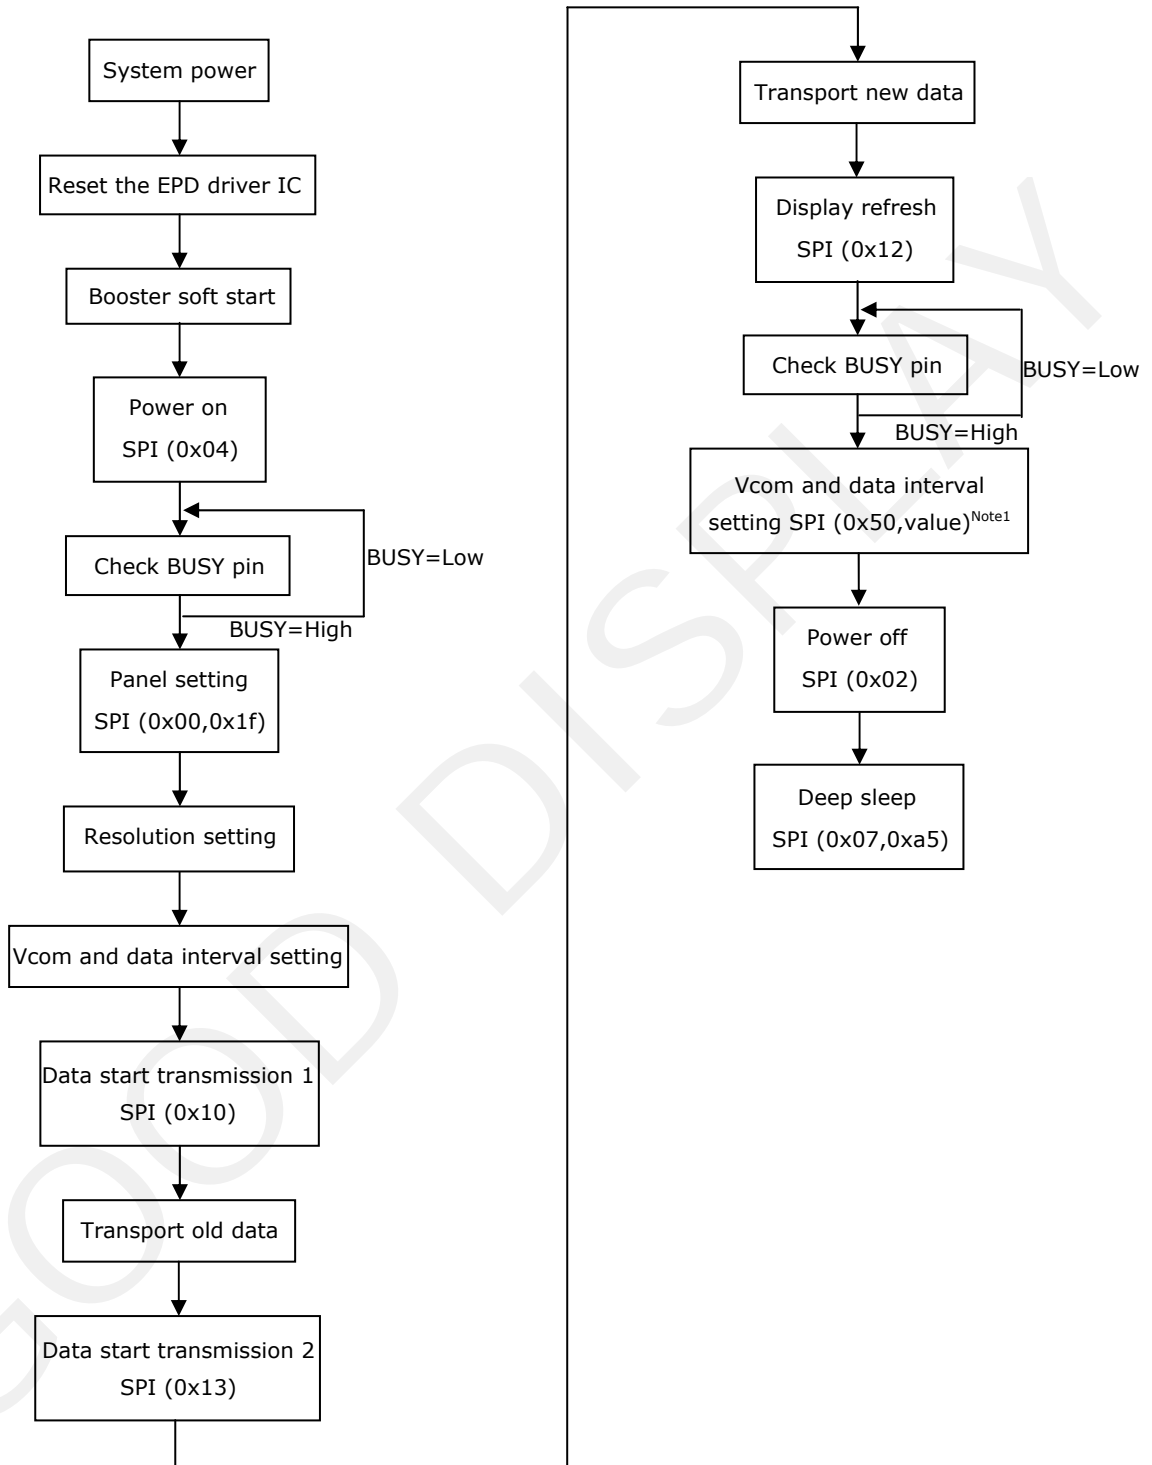 System power
Reset the EPD driver IC
Booster soft start
Power on
SPI (0x04)
Check BUSY pin
BUSY=Low
BUSY=High
Panel setting
SPI (0x00,0x1f)
Resolution setting
Vcom and data interval setting
Data start transmission 1
SPI (0x10)
Transport old data
Data start transmission 2
SPI (0x13)
Transport new data
Display refresh
SPI (0x12)
Check BUSY pin
BUSY=Low
BUSY=High
Vcom and data interval
setting SPI (0x50,value)Note1
Power off
SPI (0x02)
Deep sleep
SPI (0x07,0xa5)
GOOD DISPLAY